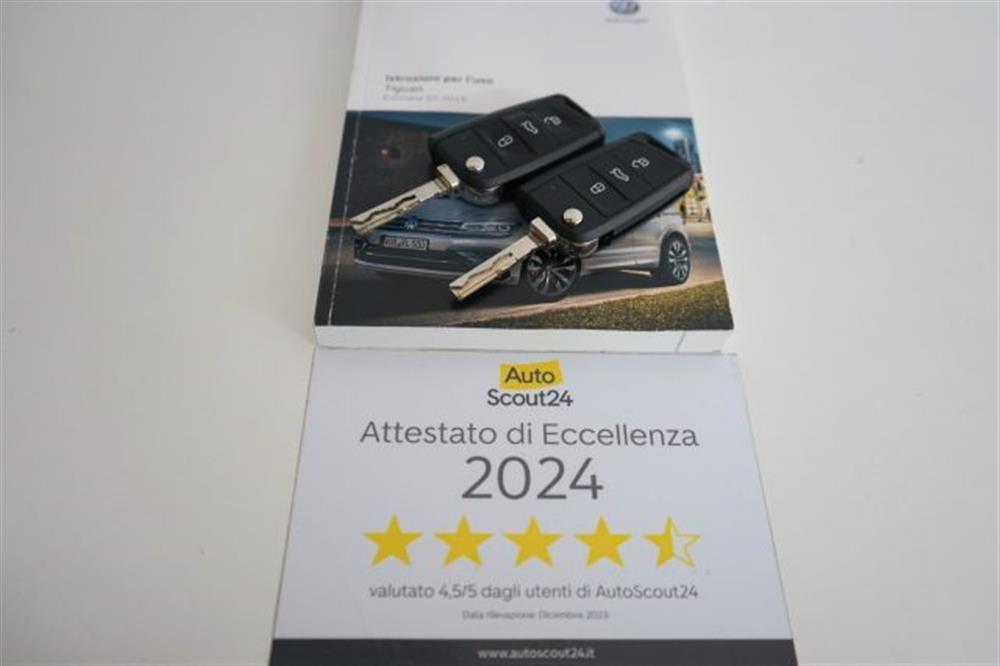 Istruzioni per l'uso
Tiguan
Auto
Scout24
Attestato di Eccellenza
2024
valutato 4,5/5 dagli utenti di AutoScout24
Data rilevazione: Dicembre 2023
www.autoscout24.it